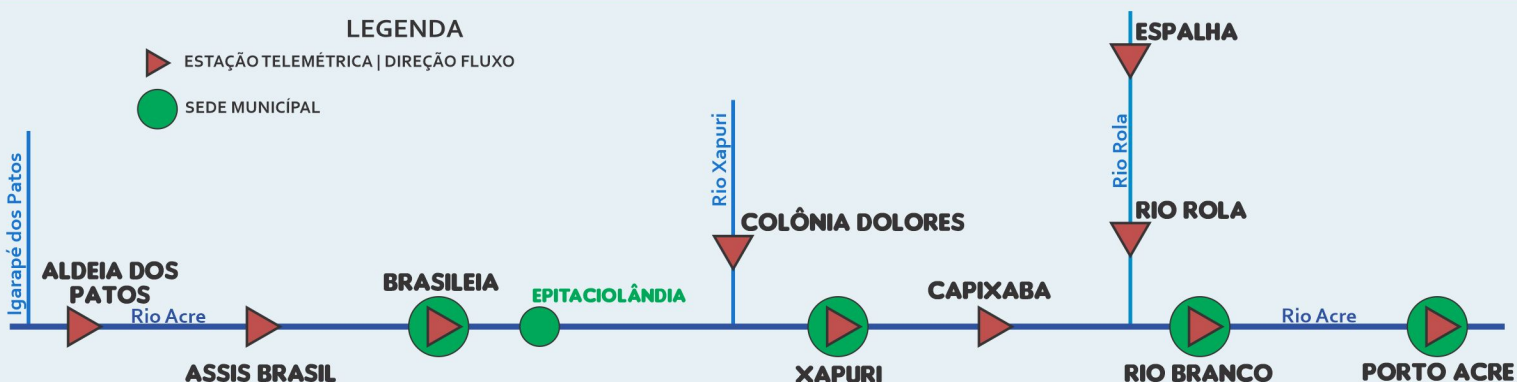 LEGENDA
ESTAÇÃO TELEMÉTRICA | DIREÇÃO FLUXO
SEDE MUNICÍPAL
Igarapé dos Patos
ALDEIA DOS
PATOS
Rio Acre
ASSIS BRASIL
BRASILEIA
EPITACIOLÂNDIA
Rio Xapuri
COLÔNIA DOLORES
XAPURI
CAPIXABA
ESPALHA
Rio Rola
RIO ROLA
RIO BRANCO
Rio Acre
PORTO ACRE